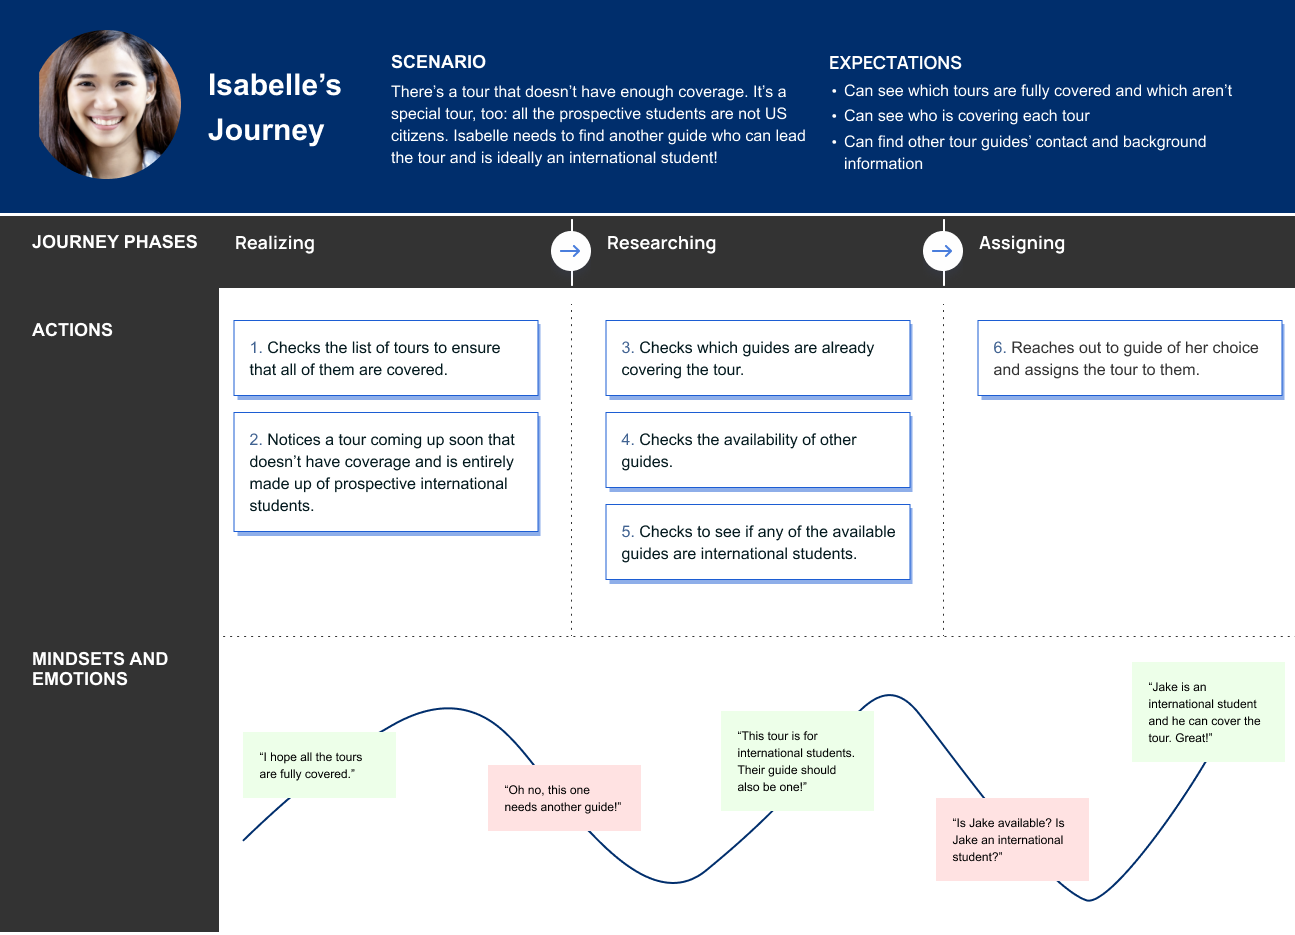 Isabelle’s
Journey
SCENARIO
There’s a tour that doesn’t have enough coverage. It’s a
special tour, too: all the prospective students are not US
citizens. Isabelle needs to find another guide who can lead
the tour and is ideally an international student!
EXPECTATIONS
• Can see which tours are fully covered and which aren’t
• Can see who is covering each tour
• Can find other tour guides’ contact and background
information
JOURNEY PHASES
Realizing
Researching
Assigning
ACTIONS
1. Checks the list of tours to ensure
that all of them are covered.
2. Notices a tour coming up soon that
doesn’t have coverage and is entirely
made up of prospective international
students.
3. Checks which guides are already
covering the tour.
4. Checks the availability of other
guides.
5. Checks to see if any of the available
guides are international students.
6. Reaches out to guide of her choice
and assigns the tour to them.
MINDSETS AND
EMOTIONS
“I hope all the tours
are fully covered.”
“Oh no, this one
needs another guide!”
“This tour is for
international students.
Their guide should
also be one!”
“Is Jake available? Is
Jake an international
student?”
“Jake is an
international student
and he can cover the
tour. Great!”